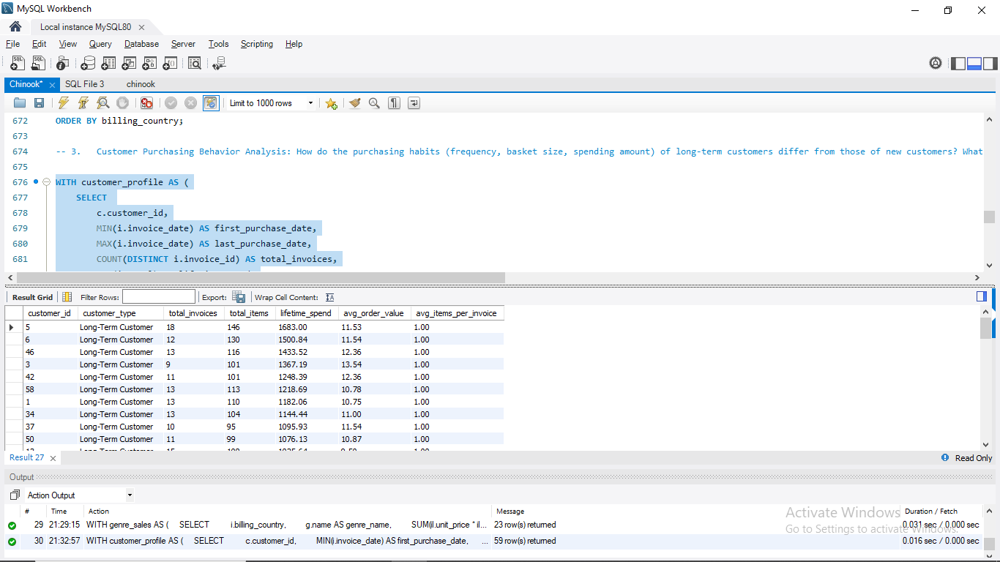 MySQL Workbench
Local instance MySQL80
File Edit View Query Database Server Tools Scripting Help
Chinook* SQL File 3 chinook
Limit to 1000 rows
672 ORDER BY billing_country;
673
674 -- 3. Customer Purchasing Behavior Analysis: How do the purchasing habits (frequency, basket size, spending amount) of long-term customers differ from those of new customers? What
675
676 WITH customer_profile AS (
677 SELECT
678 c.customer_id,
679 MIN(i.invoice_date) AS first_purchase_date,
680 MAX(i.invoice_date) AS last_purchase_date,
681 COUNT(DISTINCT i.invoice_id) AS total_invoices,
Result Grid Filter Rows: Export: Wrap Cell Content:
customer_id customer_type total_invoices total_items lifetime_spend avg_order_value avg_items_per_invoice
5 Long-Term Customer 18 146 1683.00 11.53 1.00
6 Long-Term Customer 12 130 1500.84 11.54 1.00
46 Long-Term Customer 13 116 1433.52 12.36 1.00
3 Long-Term Customer 9 101 1367.19 13.54 1.00
42 Long-Term Customer 11 101 1248.39 12.36 1.00
58 Long-Term Customer 13 113 1218.69 10.78 1.00
1 Long-Term Customer 13 110 1182.06 10.75 1.00
34 Long-Term Customer 13 104 1144.44 11.00 1.00
37 Long-Term Customer 10 95 1095.93 11.54 1.00
50 Long-Term Customer 11 99 1076.13 10.87 1.00
Result 27
Read Only
Output
Action Output
# Time Action Message Duration / Fetch
29 21:29:15 WITH genre_sales AS ( SELECT i.billing_country, g.name AS genre_name, SUM(il.unit_price * il... 23 row(s) returned 0.031 sec / 0.000 sec
30 21:32:57 WITH customer_profile AS ( SELECT c.customer_id, MIN(i.invoice_date) AS first_purchase_date, ... 59 row(s) returned 0.016 sec / 0.000 sec
Activate Windows
Go to Settings to activate Windows.